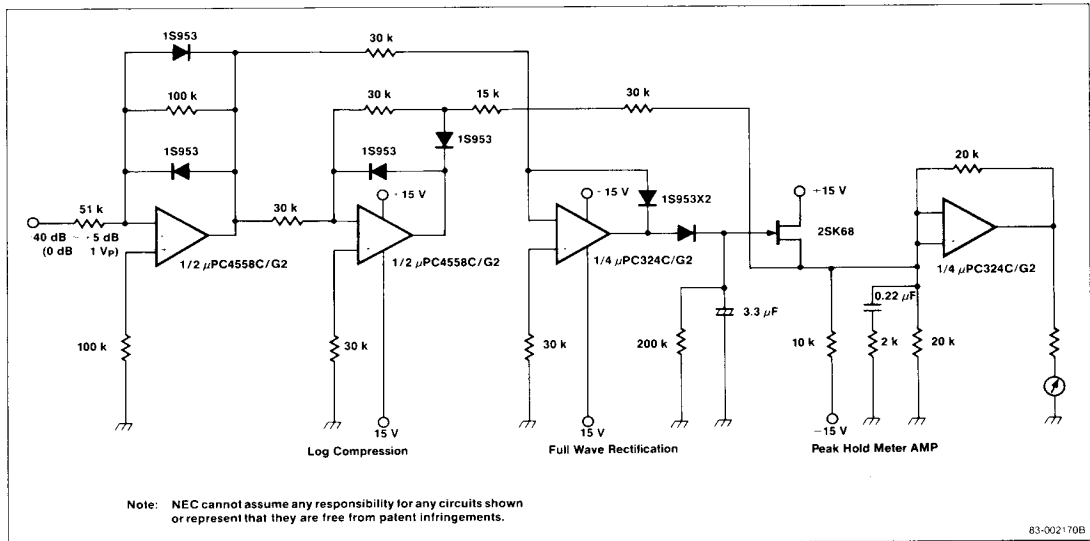 1S953
30 k
100 k
30 k
15 k
30 k
1S953
1S953
1S953
20 k
51 k
15 V
15 V
1S953X2
+15 V
30 k
2SK68
40 dB ~ +5 dB
(0 dB 1 VP)
1/2 µPC4558C/G2
1/2 µPC4558C/G2
1/4 µPC324C/G2
1/4 µPC324C/G2
0.22 µF
3.3 µF
100 k
30 k
30 k
200 k
10 k
2 k
20 k
15 V
15 V
−15 V
Log Compression
Full Wave Rectification
Peak Hold Meter AMP
Note: NEC cannot assume any responsibility for any circuits shown
or represent that they are free from patent infringements.
83-002170B